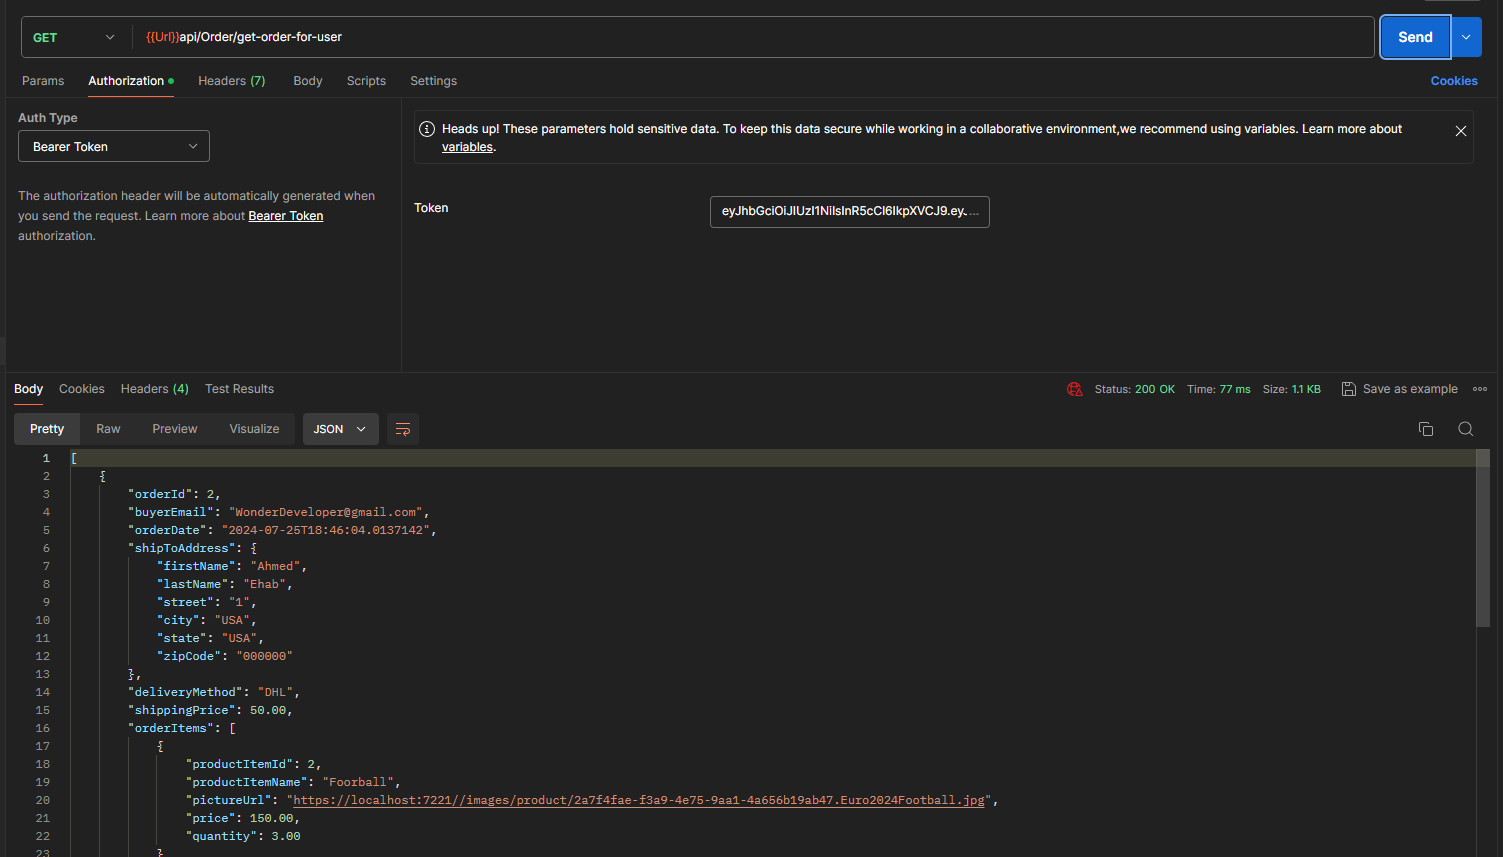 GET
{{Url}}api/Order/get-order-for-user
Send
Params Authorization Headers (7) Body Scripts Settings Cookies
Auth Type
Bearer Token
The authorization header will be automatically generated when
you send the request. Learn more about Bearer Token
authorization.
Heads up! These parameters hold sensitive data. To keep this data secure while working in a collaborative environment,we recommend using variables. Learn more about
variables.
Token
eyJhbGciOiJIUzI1NiIsInR5cCI6IkpXVCJ9.ey....
Body Cookies Headers (4) Test Results Status: 200 OK Time: 77 ms Size: 1.1 KB Save as example
Pretty Raw Preview Visualize JSON
1 [
2 {
3 "orderId": 2,
4 "buyerEmail": "WonderDeveloper@gmail.com",
5 "orderDate": "2024-07-25T18:46:04.0137142",
6 "shipToAddress": {
7 "firstName": "Ahmed",
8 "lastName": "Ehab",
9 "street": "1",
10 "city": "USA",
11 "state": "USA",
12 "zipCode": "000000"
13 },
14 "deliveryMethod": "DHL",
15 "shippingPrice": 50.00,
16 "orderItems": [
17 {
18 "productItemId": 2,
19 "productItemName": "Foorball",
20 "pictureUrl": "https://localhost:7221//images/product/2a7f4fae-f3a9-4e75-9aa1-4a656b19ab47.Euro2024Football.jpg",
21 "price": 150.00,
22 "quantity": 3.00
23 }